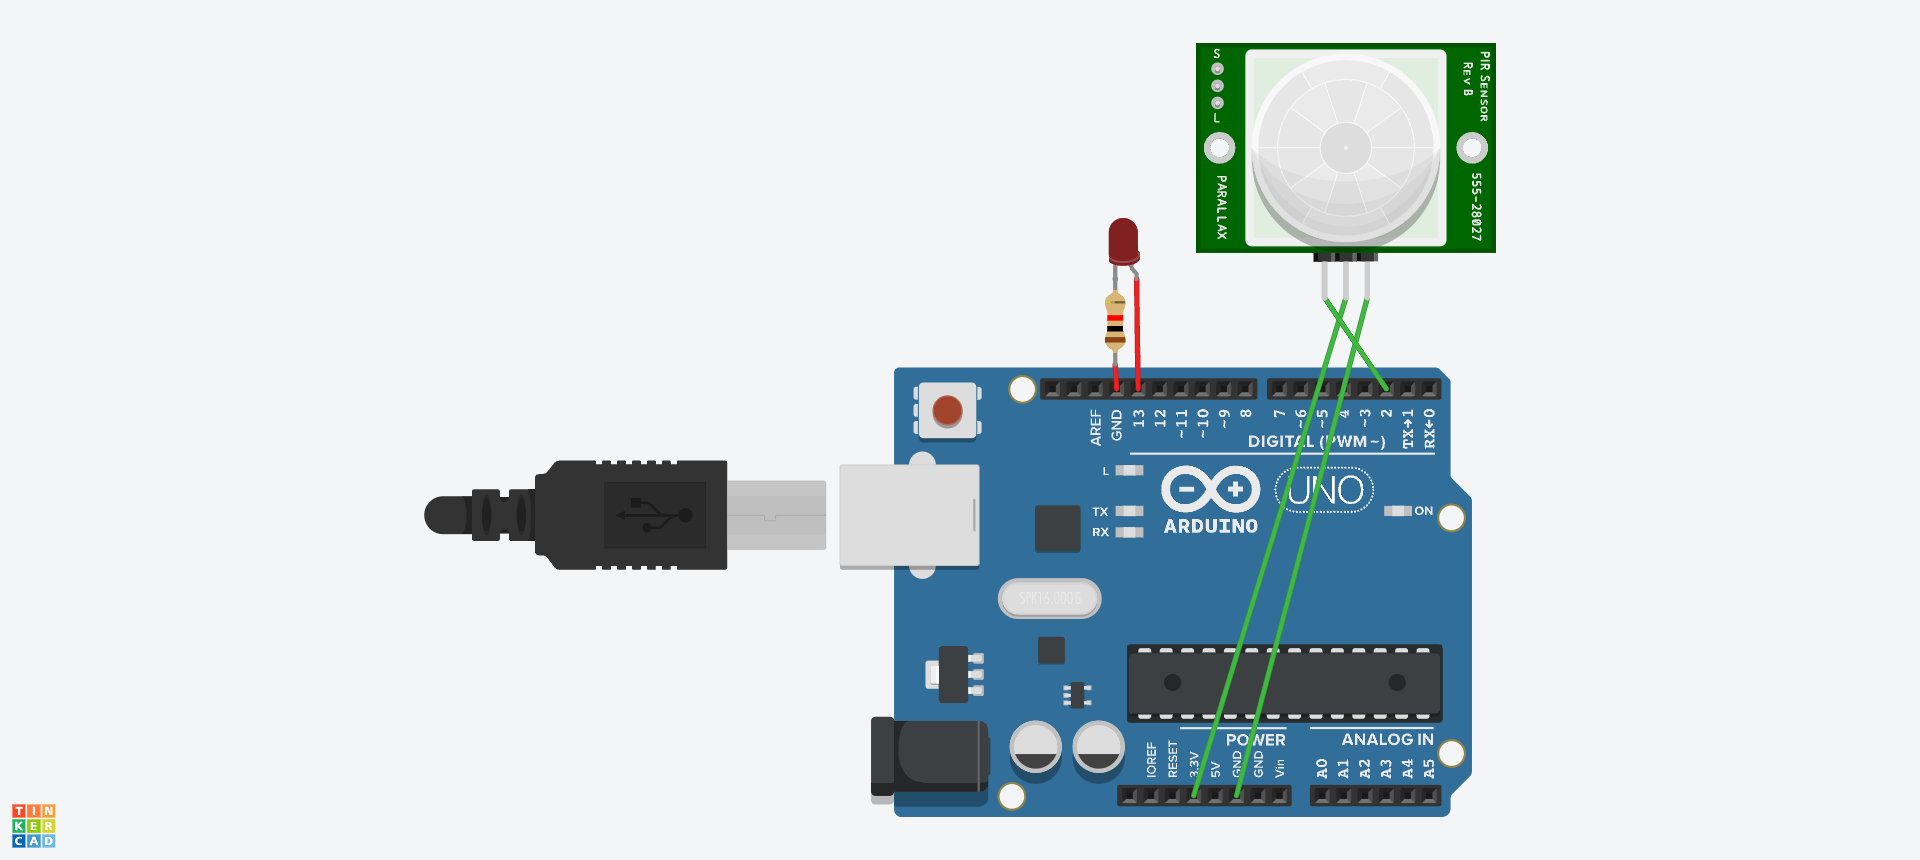 S
L
PARALLAX
PIR SENSOR
REV B
555-28027
AREF
GND
13
12
~11
~10
~9
8
7
~6
~5
4
~3
2
TX→1
RX←0
DIGITAL (PWM~)
L
TX
RX
ARDUINO
UNO
ON
SPK16.000G
POWER
ANALOG IN
IOREF
RESET
3.3V
5V
GND
GND
Vin
A0
A1
A2
A3
A4
A5
TIN
KER
CAD